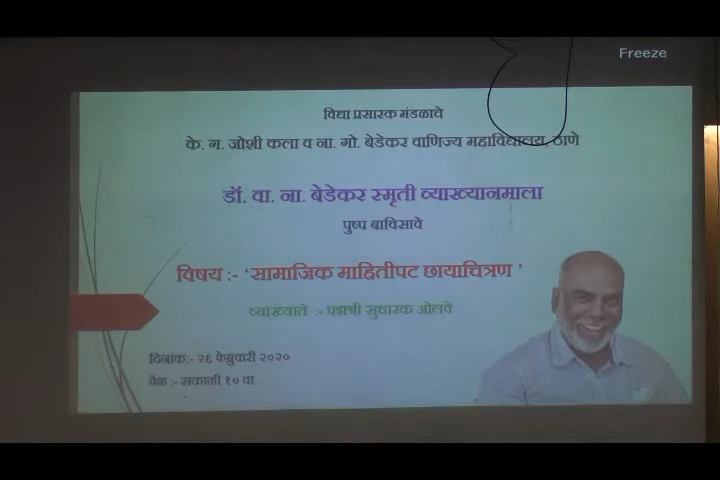 Freeze
विद्या प्रसारक मंडळाचे
के. ग. जोशी कला व ना. गो. बेडेकर वाणिज्य महाविद्यालय, ठाणे
डॉ. वा. ना. बेडेकर स्मृती व्याख्यानमाला
पुष्प बाविसावे
विषय :- ‘सामाजिक माहितीपट छायाचित्रण ’
व्याख्याते :- पद्मश्री सुधारक ओलवे
दिनांक:- २६ फेब्रुवारी २०२०
वेळ :- सकाळी १० वा.